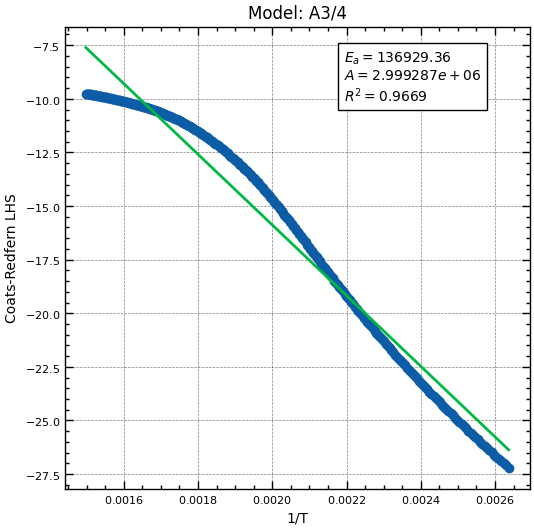 Model: A3/4
E_a = 136929.36
A = 2.999287e + 06
R² = 0.9669
Coats-Redfern LHS
−7.5
−10.0
−12.5
−15.0
−17.5
−20.0
−22.5
−25.0
−27.5
0.0016 0.0018 0.0020 0.0022 0.0024 0.0026
1/T